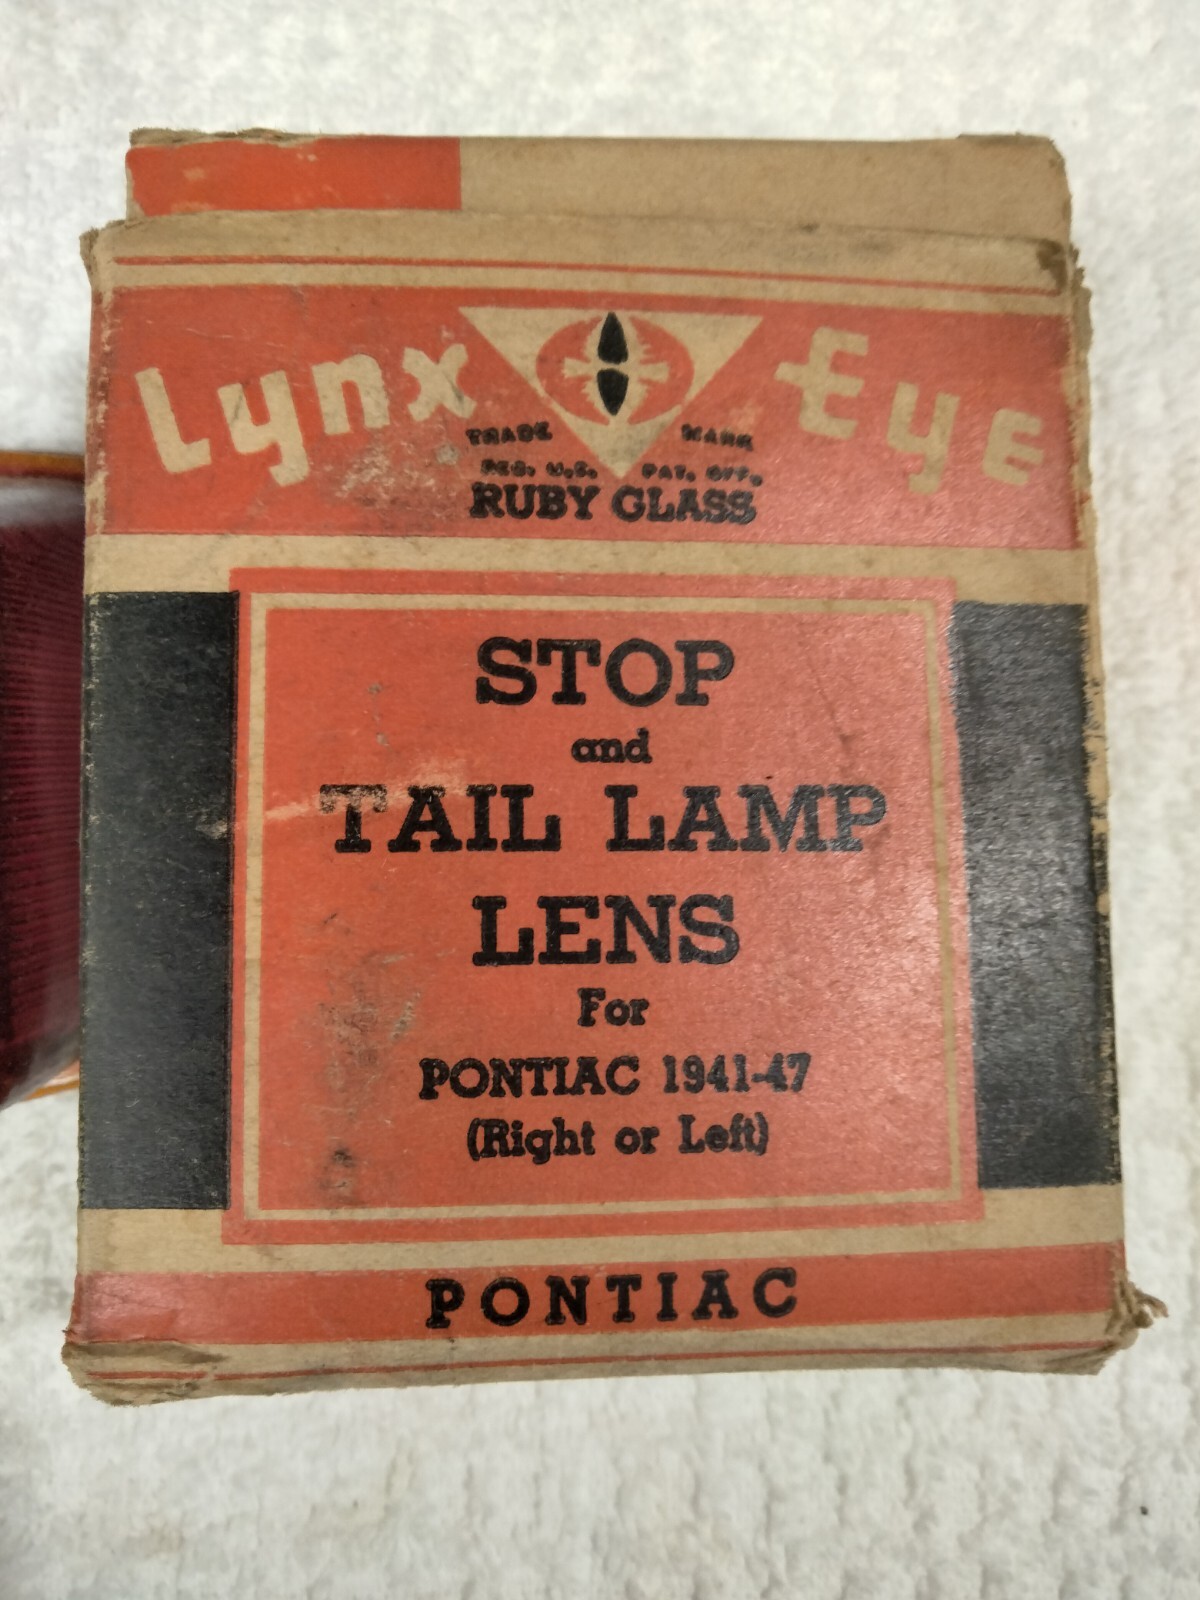 Lynx Eye
TRADE MARK
REG. U.S. PAT. OFF.
RUBY GLASS
STOP
and
TAIL LAMP
LENS
For
PONTIAC 1941-47
(Right or Left)
PONTIAC